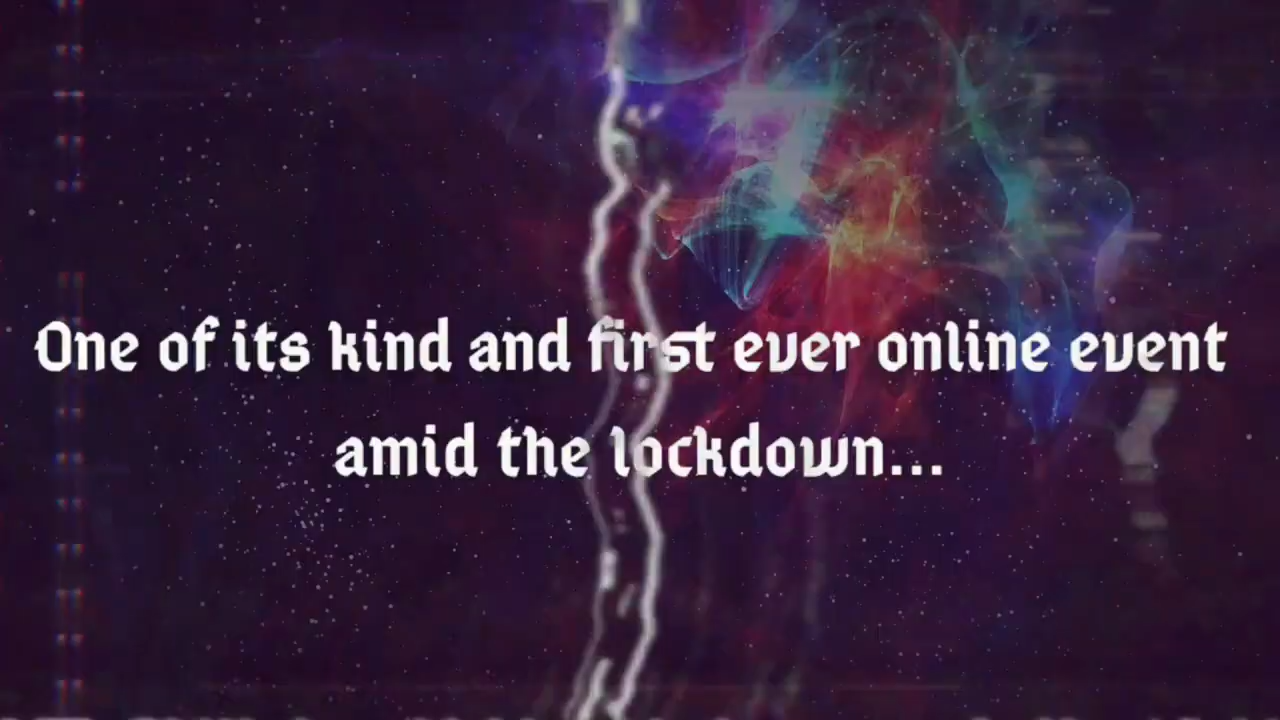 One of its kind and first ever online event
amid the lockdown...